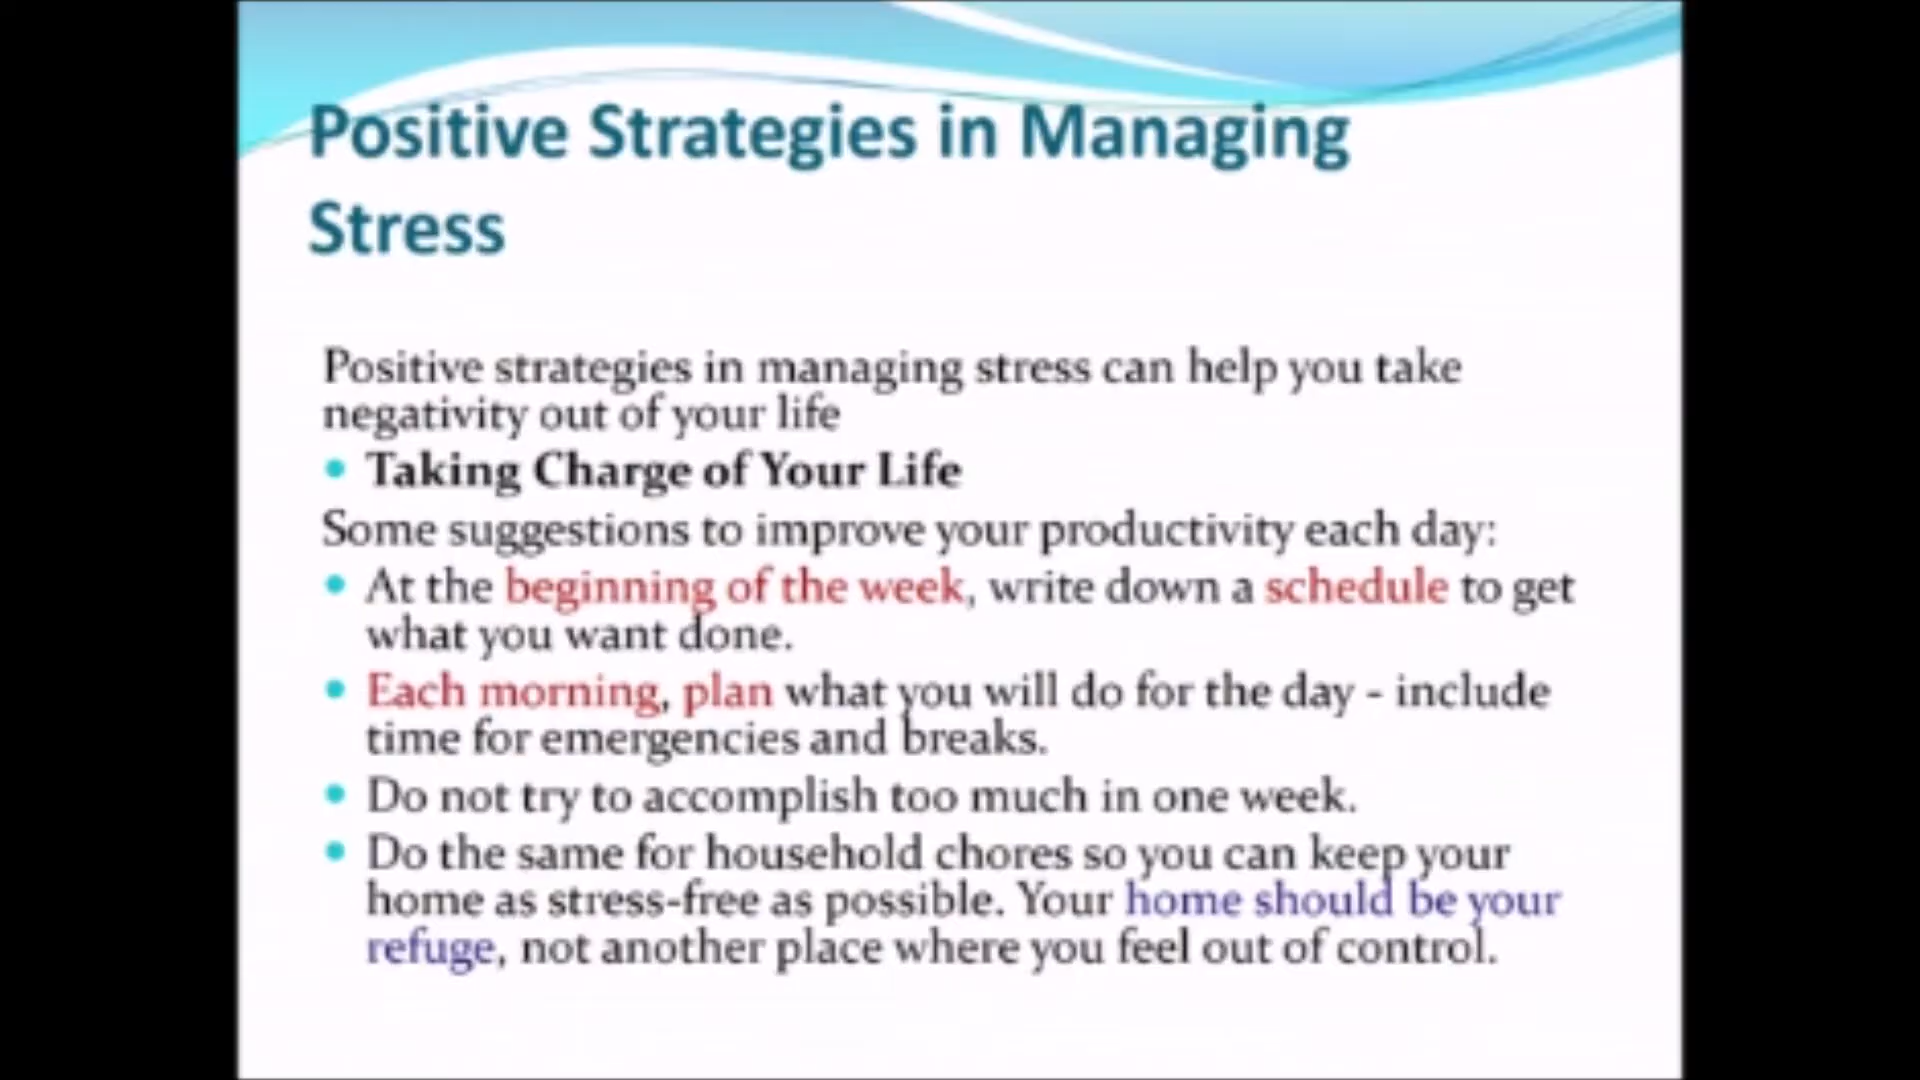 Positive Strategies in Managing
Stress
Positive strategies in managing stress can help you take
negativity out of your life
• Taking Charge of Your Life
Some suggestions to improve your productivity each day:
• At the beginning of the week, write down a schedule to get
what you want done.
• Each morning, plan what you will do for the day - include
time for emergencies and breaks.
• Do not try to accomplish too much in one week.
• Do the same for household chores so you can keep your
home as stress-free as possible. Your home should be your
refuge, not another place where you feel out of control.